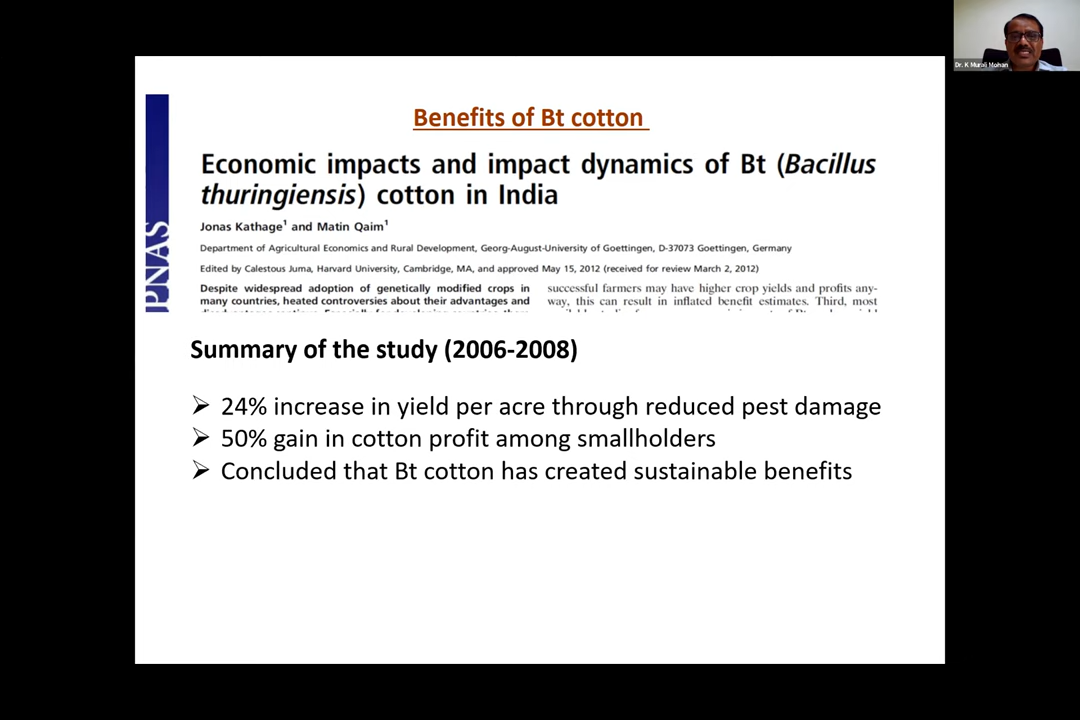 Dr. K Murali Mohan
Benefits of Bt cotton
PNAS
Economic impacts and impact dynamics of Bt (Bacillus
thuringiensis) cotton in India
Jonas Kathage1 and Matin Qaim1
Department of Agricultural Economics and Rural Development, Georg-August-University of Goettingen, D-37073 Goettingen, Germany
Edited by Calestous Juma, Harvard University, Cambridge, MA, and approved May 15, 2012 (received for review March 2, 2012)
Despite widespread adoption of genetically modified crops in
many countries, heated controversies about their advantages and
successful farmers may have higher crop yields and profits any-
way, this can result in inflated benefit estimates. Third, most
Summary of the study (2006-2008)
➢ 24% increase in yield per acre through reduced pest damage
➢ 50% gain in cotton profit among smallholders
➢ Concluded that Bt cotton has created sustainable benefits